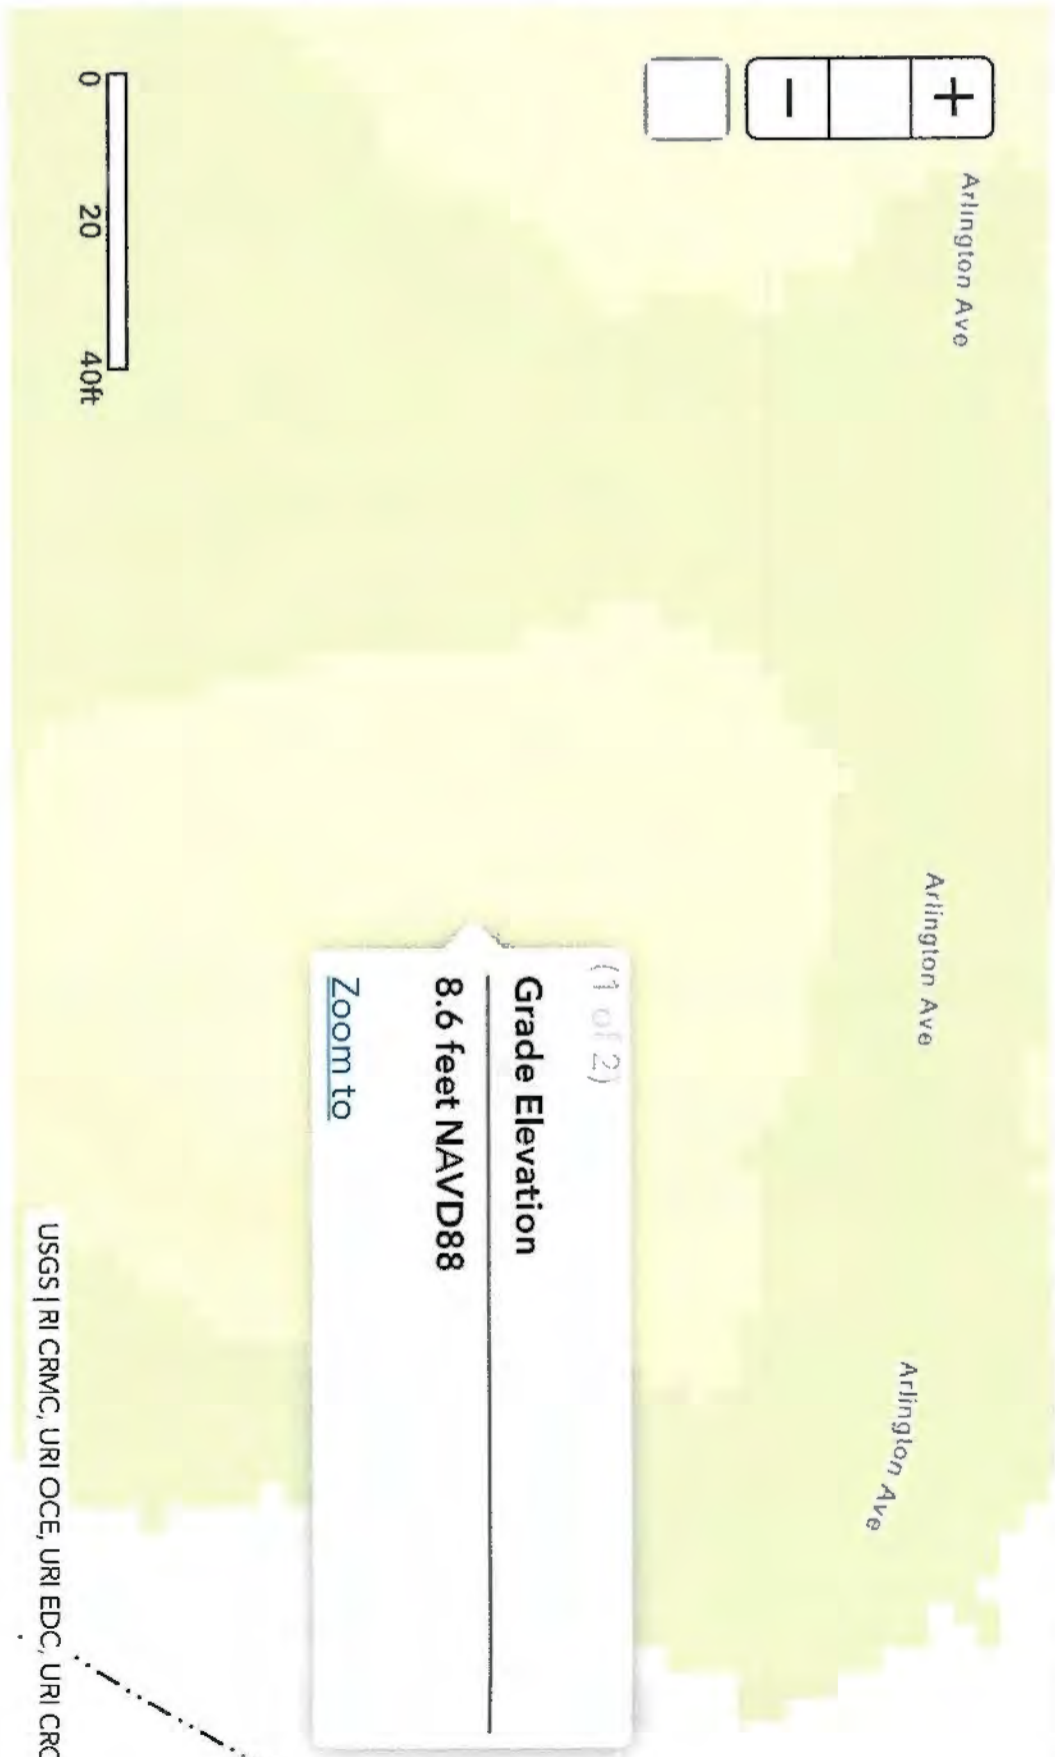 +
−
Arlington Ave
Arlington Ave
Arlington Ave
(1 of 2)
Grade Elevation
8.6 feet NAVD88
Zoom to
0 20 40ft
USGS | RI CRMC, URI OCE, URI EDC, URI CRC